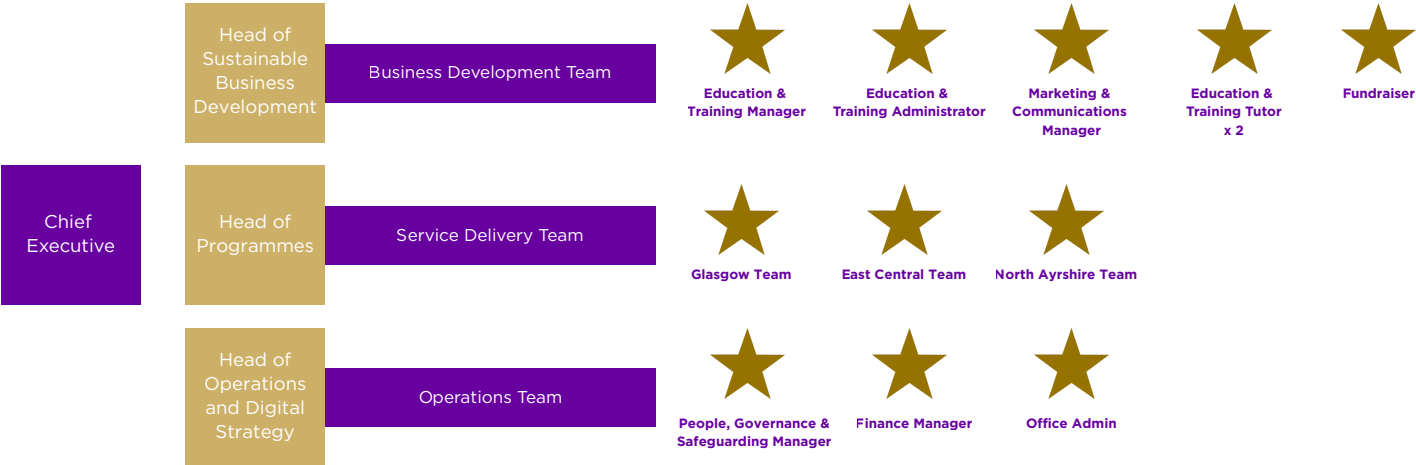 Chief
Executive
Head of
Sustainable
Business
Development
Business Development Team
Education &
Training Manager
Education &
Training Administrator
Marketing &
Communications
Manager
Education &
Training Tutor
x 2
Fundraiser
Head of
Programmes
Service Delivery Team
Glasgow Team
East Central Team
North Ayrshire Team
Head of
Operations
and Digital
Strategy
Operations Team
People, Governance &
Safeguarding Manager
Finance Manager
Office Admin